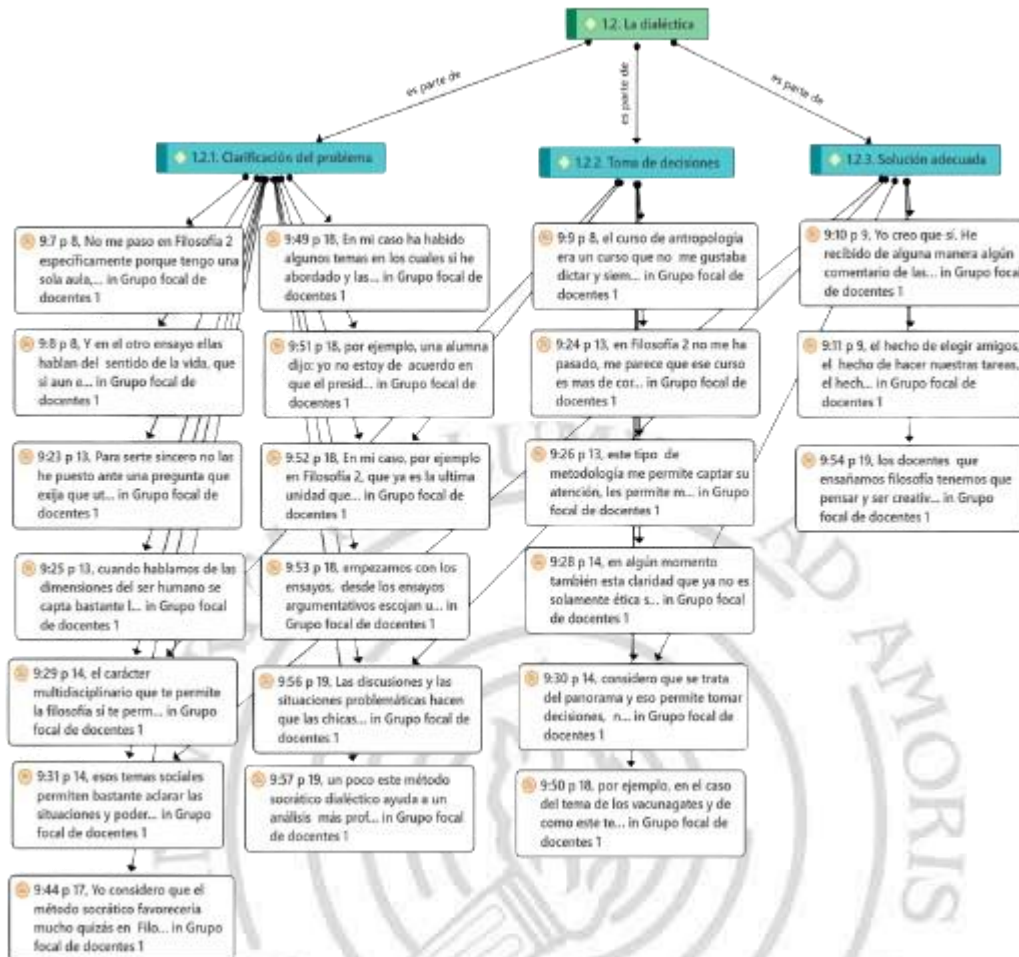 1.2. La dialéctica
es parte de
es parte de
es parte de
1.2.1. Clarificación del problema
1.2.2. Toma de decisiones
1.2.3. Solución adecuada
9:7 p 8, No me paso en Filosofía 2
específicamente porque tengo una
sola aula,... in Grupo focal de
docentes 1
9:8 p 8, Y en el otro ensayo ellas
hablan del sentido de la vida, que
si aun e... in Grupo focal de
docentes 1
9:23 p 13, Para serte sincero no las
he puesto ante una pregunta que
exija que ut... in Grupo focal de
docentes 1
9:25 p 13, cuando hablamos de las
dimensiones del ser humano se
capta bastante l... in Grupo focal
de docentes 1
9:29 p 14, el carácter
multidisciplinario que te permite
la filosofía sí te perm... in Grupo
focal de docentes 1
9:31 p 14, esos temas sociales
permiten bastante aclarar las
situaciones y poder... in Grupo
focal de docentes 1
9:44 p 17, Yo considero que el
método socrático favorecería
mucho quizás en Filo... in Grupo
focal de docentes 1
9:49 p 18, En mi caso ha habido
algunos temas en los cuales si he
abordado y las... in Grupo focal de
docentes 1
9:51 p 18, por ejemplo, una alumna
dijo: yo no estoy de acuerdo en
que el presid... in Grupo focal de
docentes 1
9:52 p 18, En mi caso, por ejemplo
en Filosofía 2, que ya es la ultima
unidad que... in Grupo focal de
docentes 1
9:53 p 18, empezamos con los
ensayos, desde los ensayos
argumentativos escojan u... in
Grupo focal de docentes 1
9:56 p 19, Las discusiones y las
situaciones problemáticas hacen
que las chicas... in Grupo focal de
docentes 1
9:57 p 19, un poco este método
socrático dialéctico ayuda a un
análisis más prof... in Grupo focal
de docentes 1
9:9 p 8, el curso de antropología
era un curso que no me gustaba
dictar y siem... in Grupo focal de
docentes 1
9:24 p 13, en Filosofía 2 no me ha
pasado, me parece que ese curso
es mas de cor... in Grupo focal de
docentes 1
9:26 p 13, este tipo de
metodología me permite captar su
atención, les permite m... in Grupo
focal de docentes 1
9:28 p 14, en algún momento
también esta claridad que ya no es
solamente ética s... in Grupo focal
de docentes 1
9:30 p 14, considero que se trata
del panorama y eso permite tomar
decisiones, n... in Grupo focal de
docentes 1
9:50 p 18, por ejemplo, en el caso
del tema de los vacunagates y de
como este te... in Grupo focal de
docentes 1
9:10 p 9, Yo creo que sí. He
recibido de alguna manera algún
comentario de las... in Grupo focal
de docentes 1
9:11 p 9, el hecho de elegir amigos,
el hecho de hacer nuestras tareas,
el hech... in Grupo focal de
docentes 1
9:54 p 19, los docentes que
ensañamos filosofía tenemos que
pensar y ser creativ... in Grupo
focal de docentes 1
AD
AMORIS